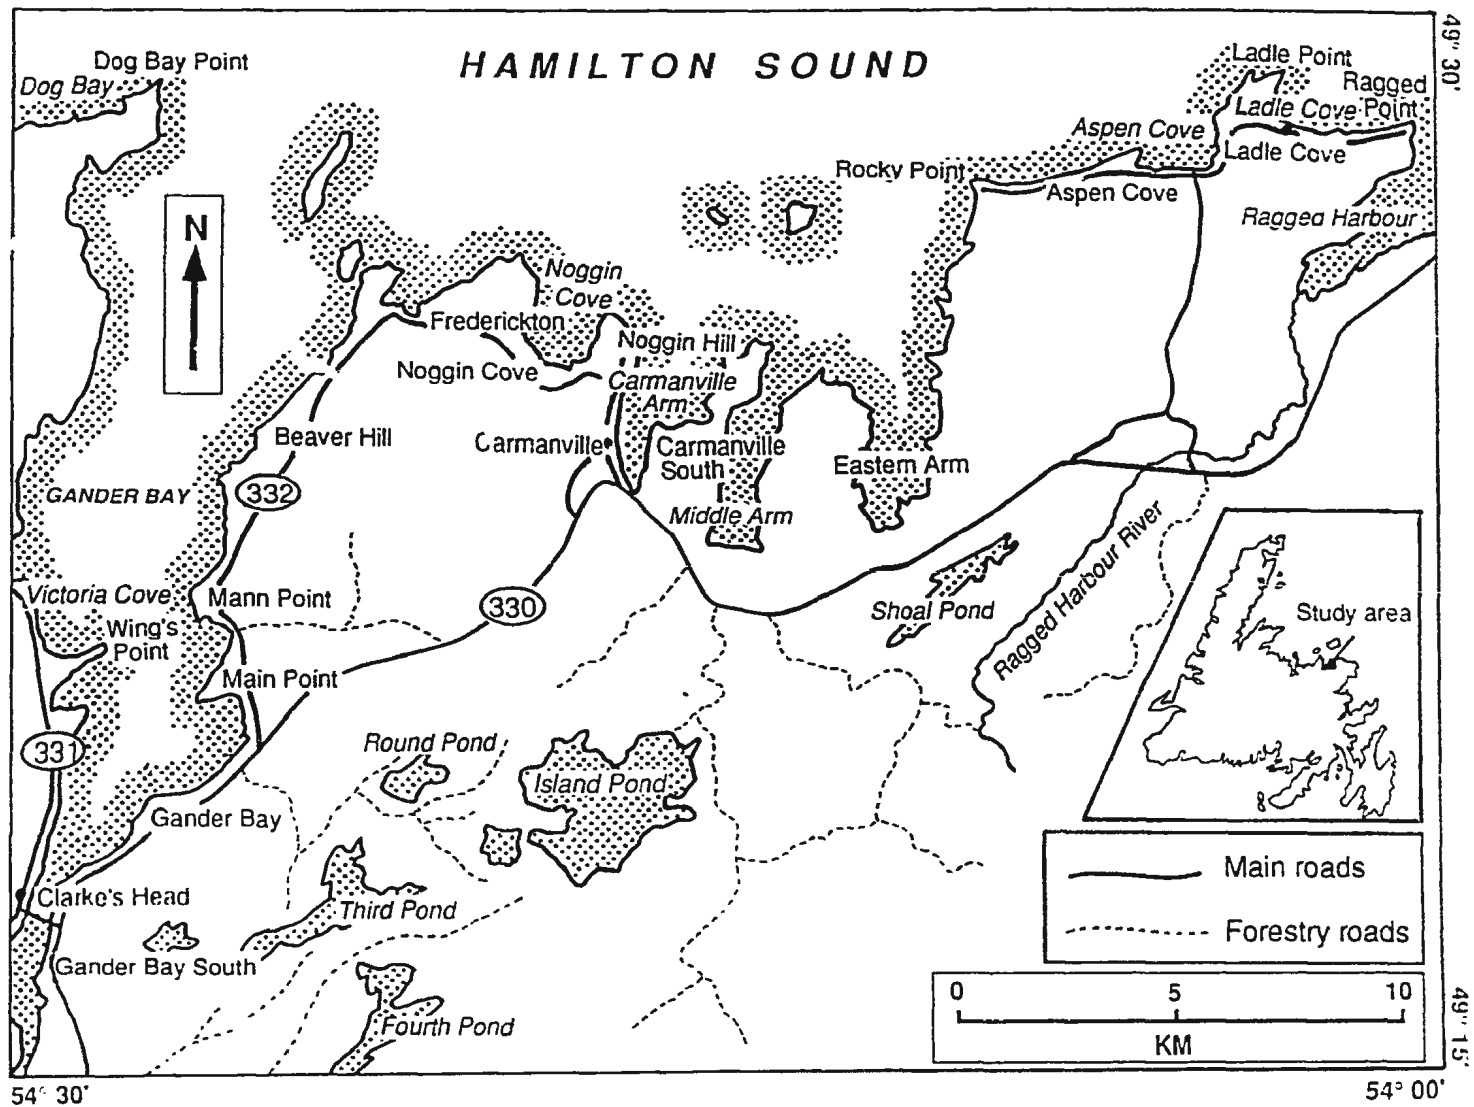 HAMILTON SOUND
Dog Bay Point
Dog Bay
Ladle Point
Ragged
Point
Ladle Cove
Aspen Cove
Ladle Cove
Rocky Point
Aspen Cove
Ragged Harbour
N
Noggin
Cove
Frederickton
Noggin Hill
Noggin Cove
Carmanville
Arm
Beaver Hill
Carmanville
Carmanville
South
Eastern Arm
GANDER BAY
332
Middle Arm
Victoria Cove
Mann Point
330
Shoal Pond
Ragged Harbour River
Wing's
Point
Main Point
Study area
331
Round Pond
Island Pond
Gander Bay
Clarke's Head
Third Pond
Gander Bay South
Fourth Pond
Main roads
Forestry roads
0 5 10
KM
49° 30'
49° 15'
54° 30'
54° 00'